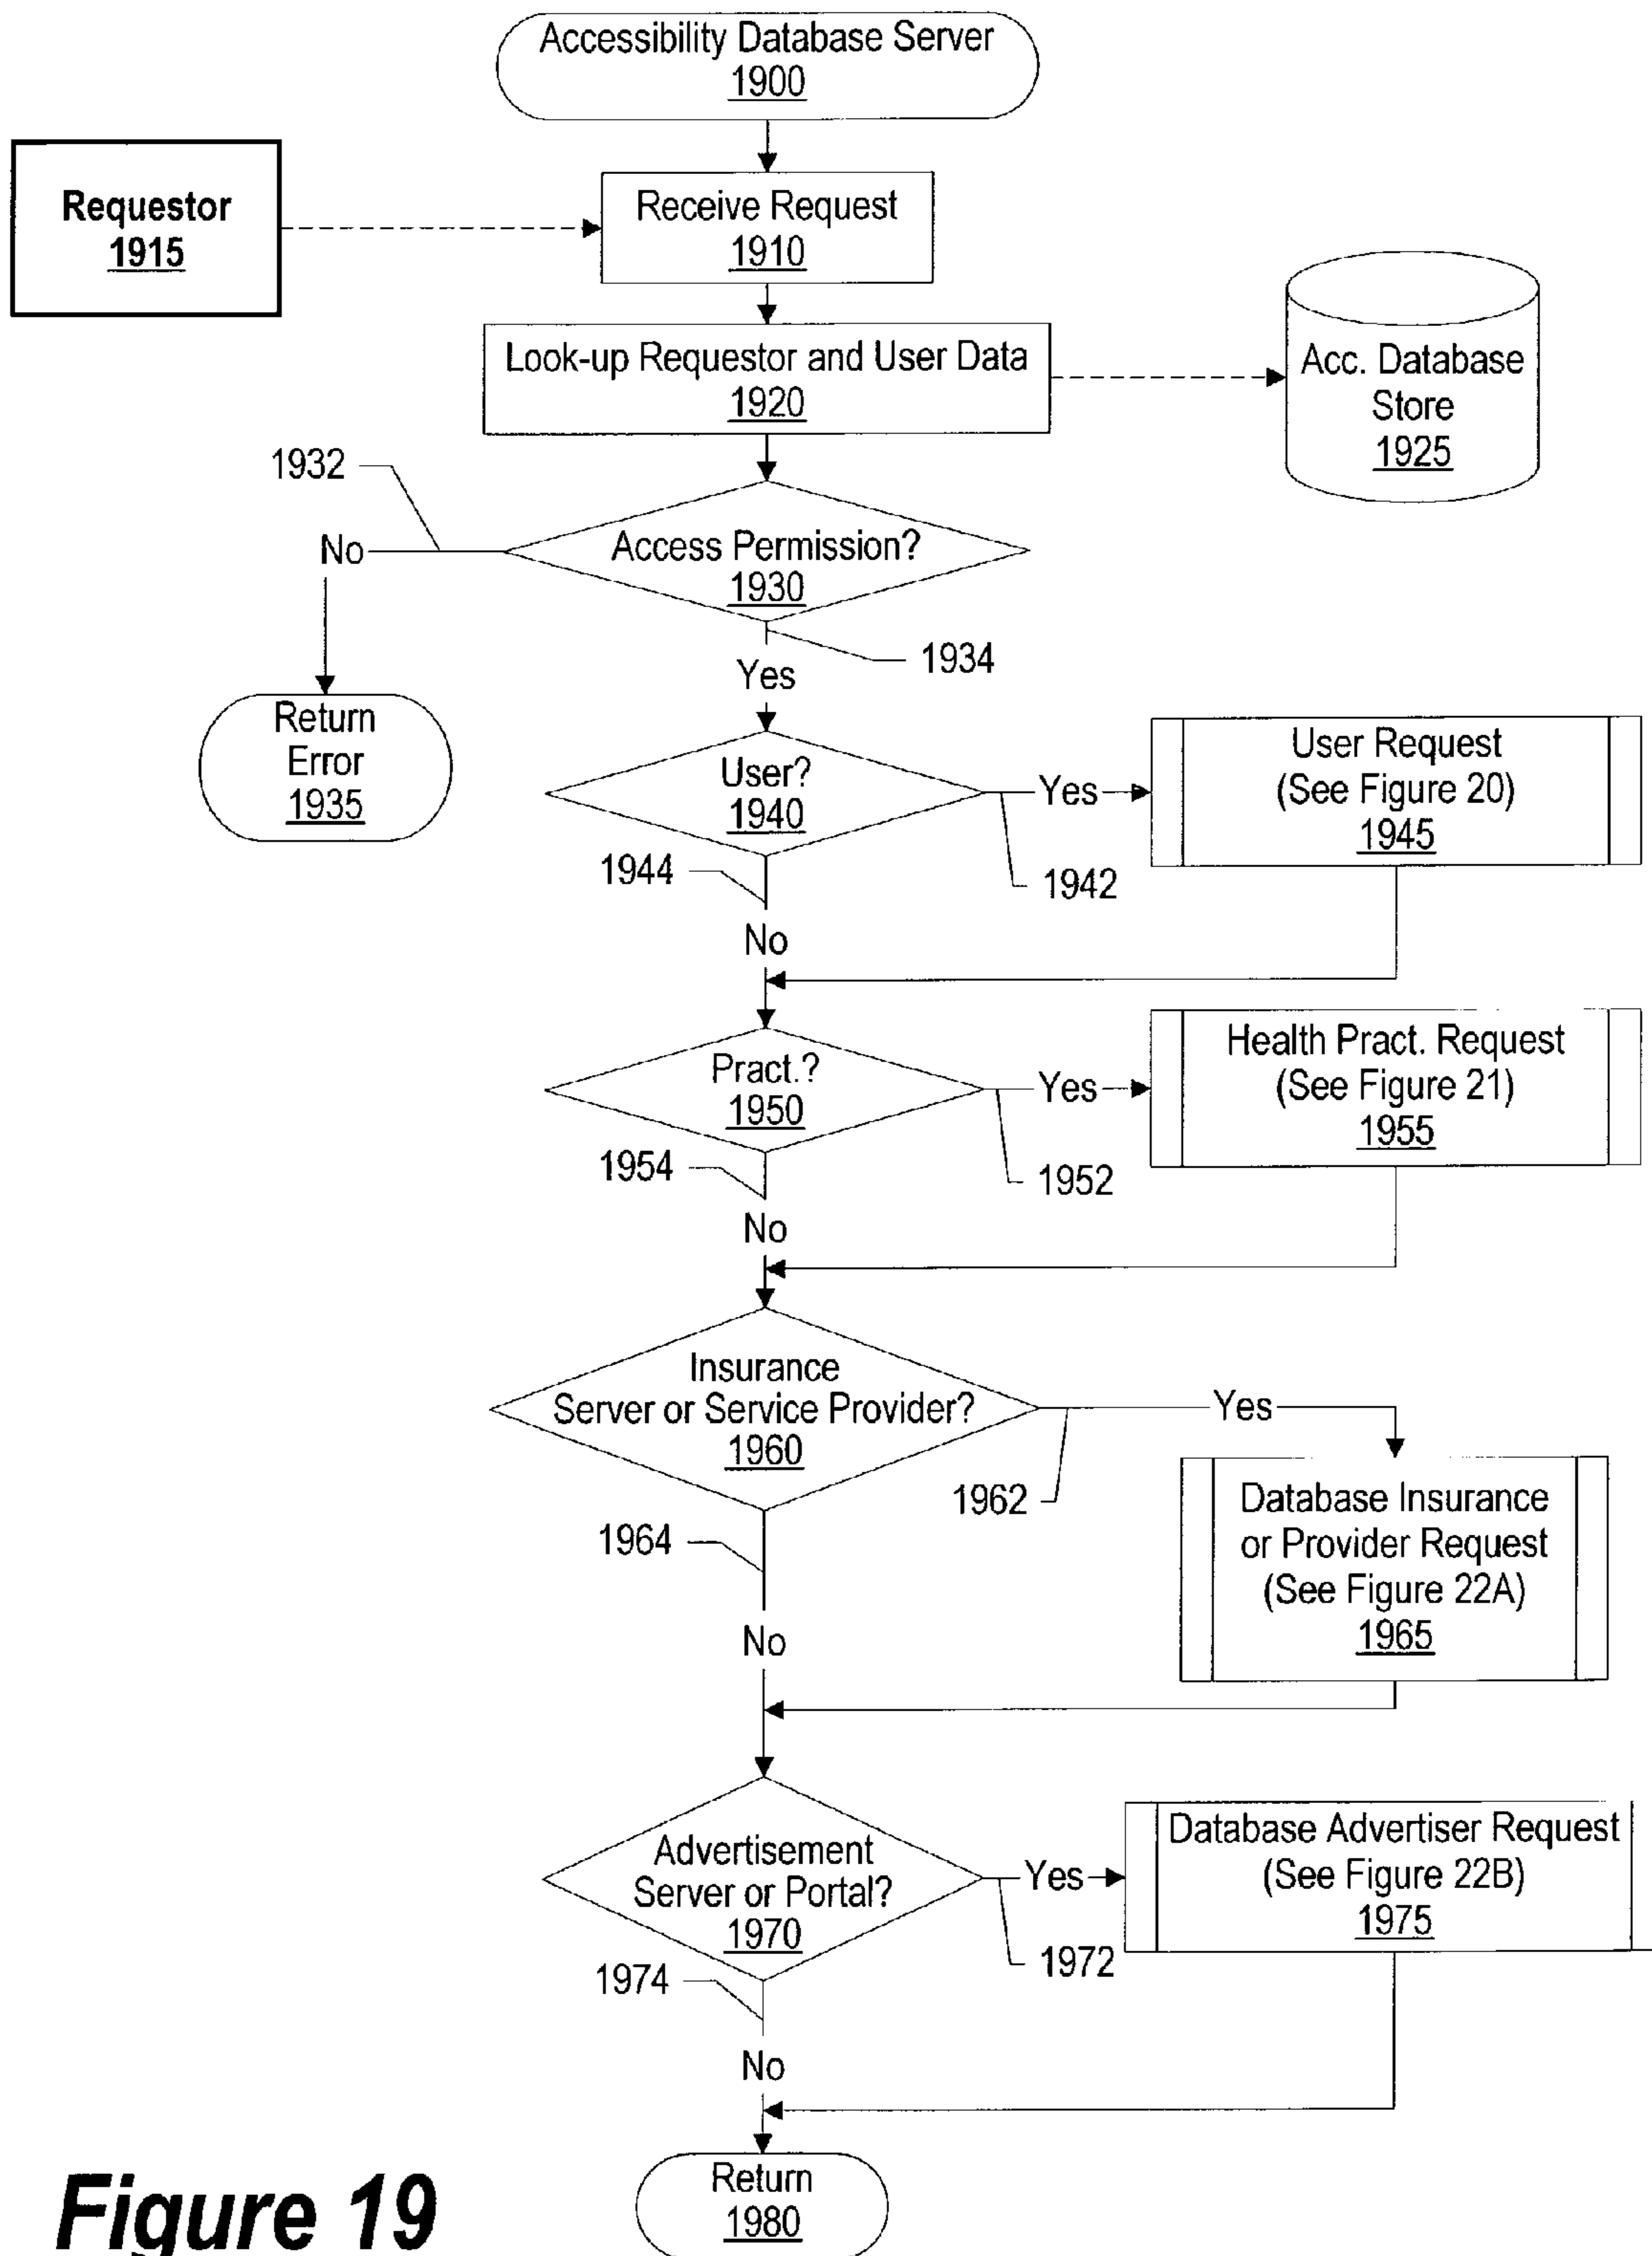 Accessibility Database Server
1900
Requestor
1915
Receive Request
1910
Look-up Requestor and User Data
1920
Acc. Database
Store
1925
1932
No
Access Permission?
1930
1934
Yes
Return
Error
1935
User?
1940
Yes
User Request
(See Figure 20)
1945
1944
1942
No
Pract.?
1950
Yes
Health Pract. Request
(See Figure 21)
1955
1954
1952
No
Insurance
Server or Service Provider?
1960
Yes
1962
Database Insurance
or Provider Request
(See Figure 22A)
1965
1964
No
Advertisement
Server or Portal?
1970
Yes
Database Advertiser Request
(See Figure 22B)
1975
1974
1972
No
Return
1980
Figure 19